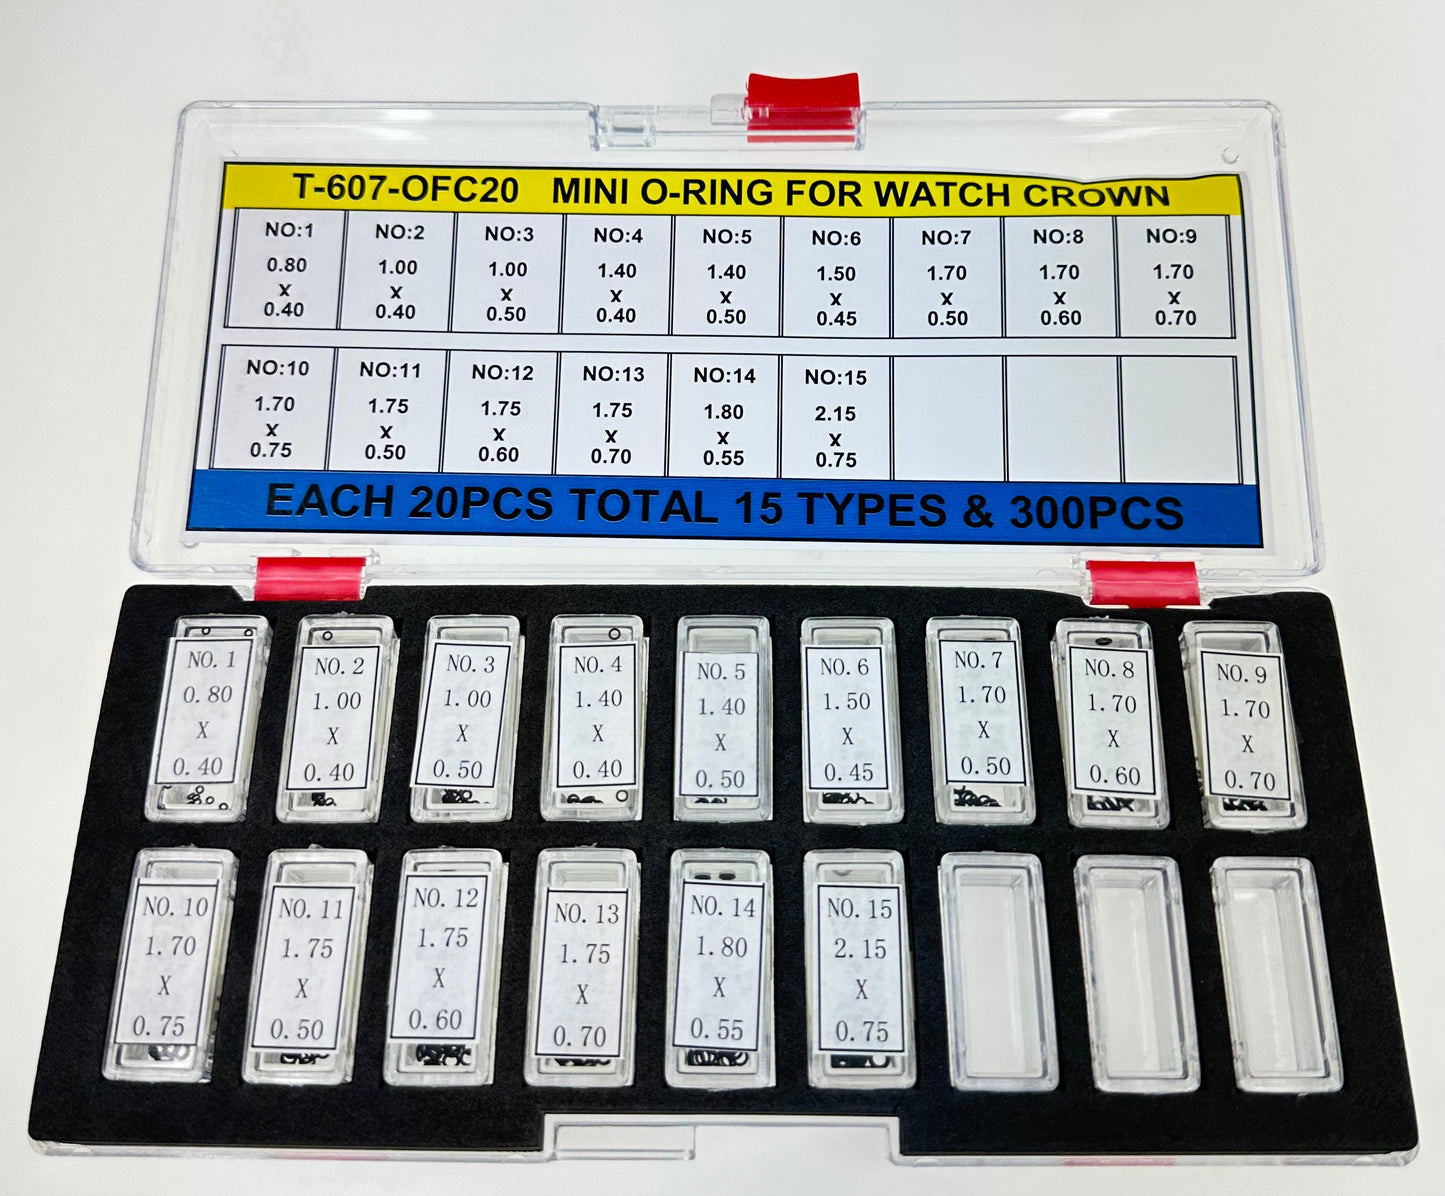 T-607-OFC20 MINI O-RING FOR WATCH CROWN
NO:1 NO:2 NO:3 NO:4 NO:5 NO:6 NO:7 NO:8 NO:9
0.80 1.00 1.00 1.40 1.40 1.50 1.70 1.70 1.70
X X X X X X X X X
0.40 0.40 0.50 0.40 0.50 0.45 0.50 0.60 0.70
NO:10 NO:11 NO:12 NO:13 NO:14 NO:15
1.70 1.75 1.75 1.75 1.80 2.15
X X X X X X
0.75 0.50 0.60 0.70 0.55 0.75
EACH 20PCS TOTAL 15 TYPES & 300PCS
NO. 1 NO. 2 NO. 3 NO. 4 NO. 5 NO. 6 NO. 7 NO. 8 NO. 9
0.80 1.00 1.00 1.40 1.40 1.50 1.70 1.70 1.70
X X X X X X X X X
0.40 0.40 0.50 0.40 0.50 0.45 0.50 0.60 0.70
NO. 10 NO. 11 NO. 12 NO. 13 NO. 14 NO. 15
1.70 1.75 1.75 1.75 1.80 2.15
X X X X X X
0.75 0.50 0.60 0.70 0.55 0.75